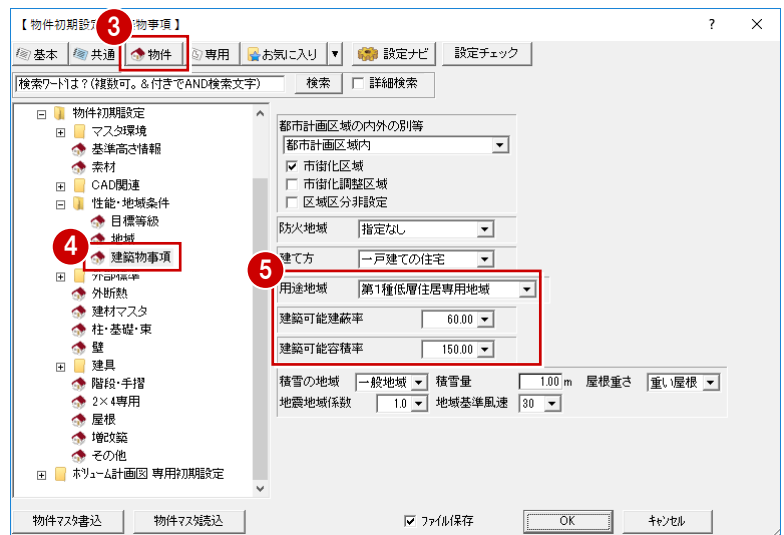 【物件初期設 物事項】 ? ×
3
基本 共通 物件 専用 お気に入り ▼ 設定ナビ 設定チェック
検索ワードは?(複数可。&付きでAND検索文字) 検索 詳細検索
物件初期設定
マスタ環境
基準高さ情報
素材
CAD関連
性能・地域条件
目標等級
地域
4
建築物事項
外部標準
外断熱
建材マスタ
柱・基礎・束
壁
建具
階段・手摺
2×4専用
屋根
増改築
その他
ボリューム計画図 専用初期設定
都市計画区域の内外の別等
都市計画区域内
市街化区域
市街化調整区域
区域区分非設定
防火地域 指定なし
建て方 一戸建ての住宅
5
用途地域 第1種低層住居専用地域
建築可能建蔽率 60.00
建築可能容積率 150.00
積雪の地域 一般地域 積雪量 1.00 m 屋根重さ 重い屋根
地震地域係数 1.0 地域基準風速 30
物件マスタ書込 物件マスタ読込 ファイル保存 OK キャンセル